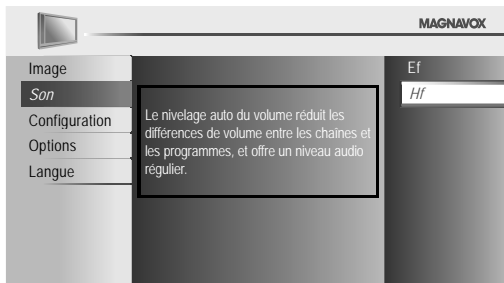 MAGNAVOX
Image
Son
Configuration
Options
Langue
Le nivelage auto du volume réduit les
différences de volume entre les chaînes et
les programmes, et offre un niveau audio
régulier.
Ef
Hf